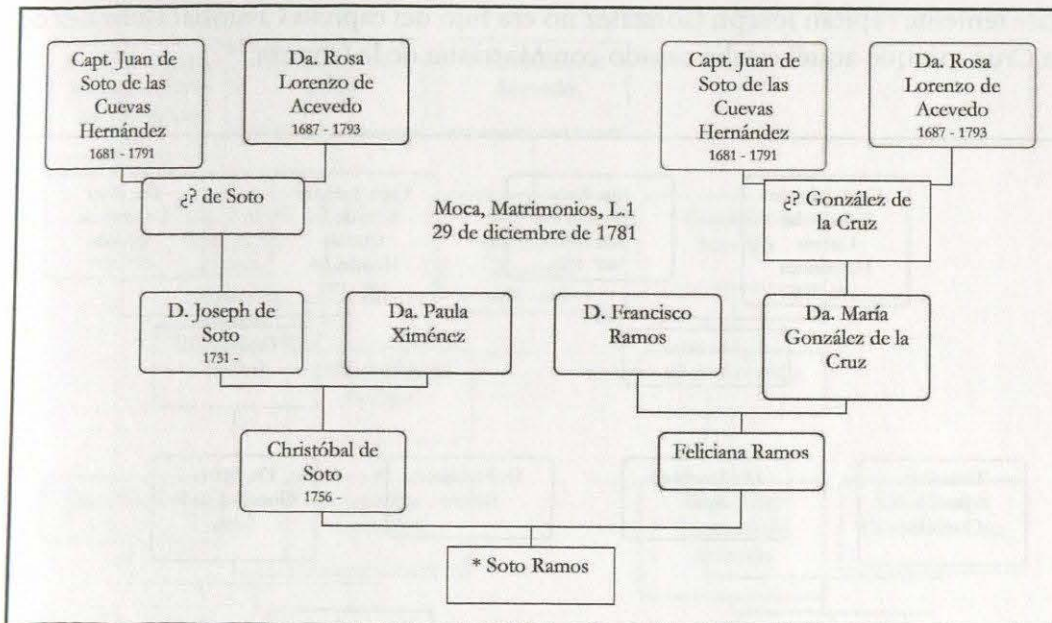 Capt. Juan de
Soto de las
Cuevas
Hernández
1681 - 1791
Da. Rosa
Lorenzo de
Acevedo
1687 - 1793
Capt. Juan de
Soto de las
Cuevas
Hernández
1681 - 1791
Da. Rosa
Lorenzo de
Acevedo
1687 - 1793
¿? de Soto
Moca, Matrimonios, L.1
29 de diciembre de 1781
¿? González de
la Cruz
D. Joseph de
Soto
1731 -
Da. Paula
Ximénez
D. Francisco
Ramos
Da. María
González de la
Cruz
Christóbal de
Soto
1756 -
Feliciana Ramos
* Soto Ramos